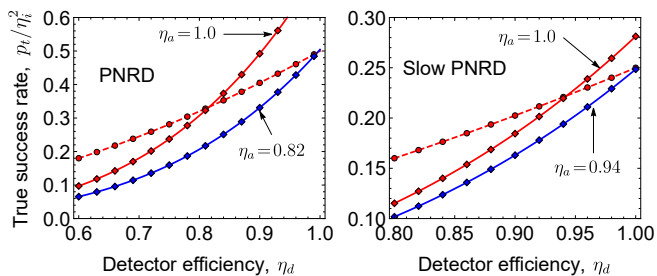 True success rate, p_t/η_i^2
0.6
0.5
0.4
0.3
0.2
0.1
0.0
PNRD
η_a=1.0
η_a=0.82
0.6 0.7 0.8 0.9 1.0
Detector efficiency, η_d
0.30
0.25
0.20
0.15
0.10
Slow PNRD
η_a=1.0
η_a=0.94
0.80 0.85 0.90 0.95 1.00
Detector efficiency, η_d